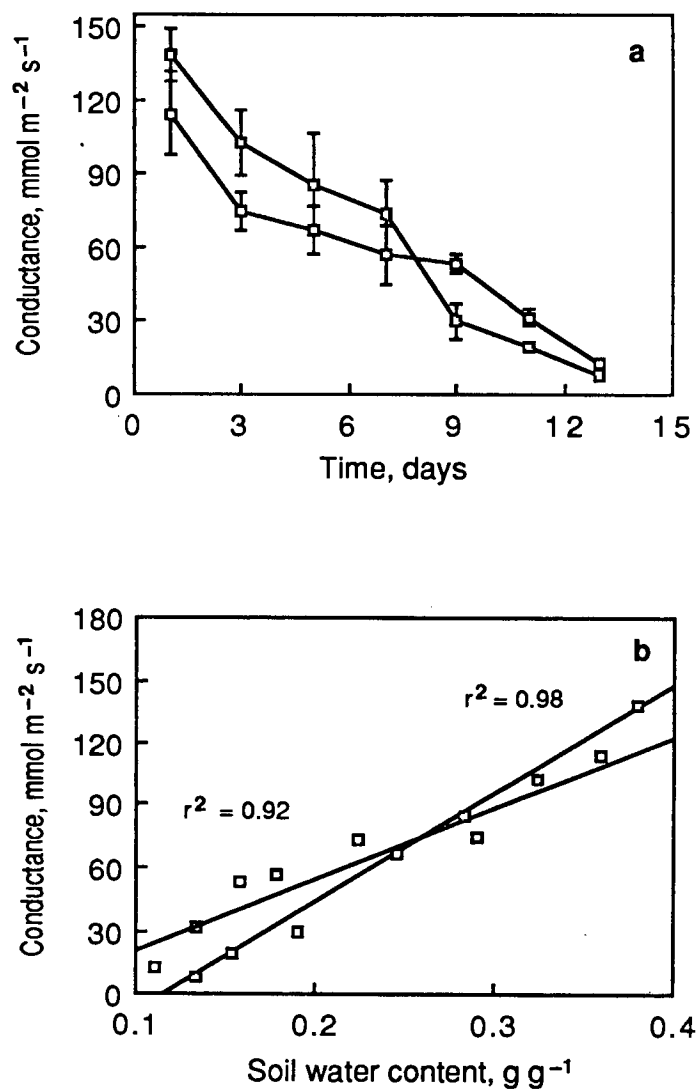 a
Conductance, mmol m⁻² s⁻¹
150
120
90
60
30
0
0 3 6 9 12 15
Time, days
b
Conductance, mmol m⁻² s⁻¹
180
150
120
90
60
30
0
r² = 0.98
r² = 0.92
0.1 0.2 0.3 0.4
Soil water content, g g⁻¹